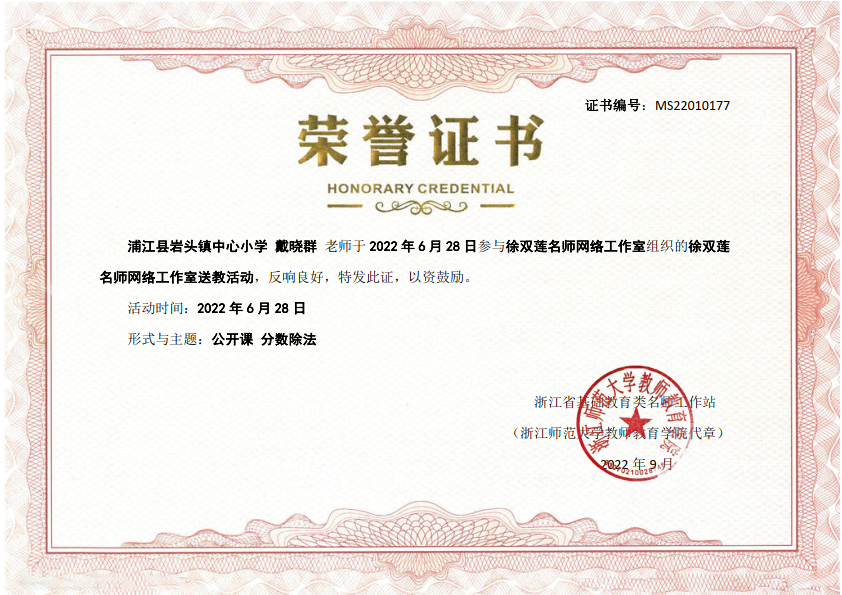 证书编号：MS22010177
荣誉证书
HONORARY CREDENTIAL
浦江县岩头镇中心小学 戴晓群 老师于 2022 年 6 月 28 日参与徐双莲名师网络工作室组织的徐双莲
名师网络工作室送教活动，反响良好，特发此证，以资鼓励。
活动时间：2022 年 6 月 28 日
形式与主题：公开课 分数除法
浙江省基础教育类名师工作站
（浙江师范大学教师教育学院代章）
2022 年 9 月
浙江师范大学教师教育学院